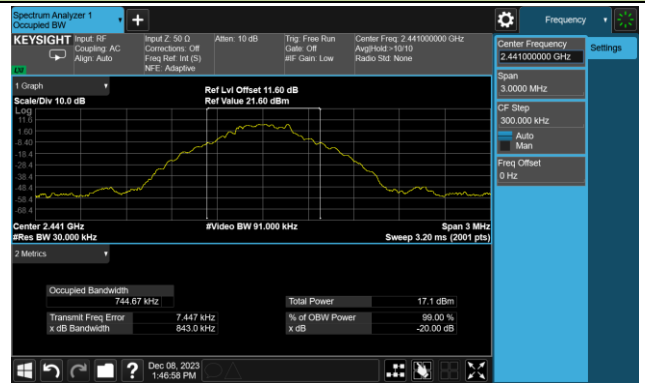 Spectrum Analyzer 1
Occupied BW
Frequency
KEYSIGHT
Input: RF
Coupling: AC
Align: Auto
Input Z: 50 Ω
Corrections: Off
Freq Ref: Int (S)
NFE: Adaptive
Atten: 10 dB
Trig: Free Run
Gate: Off
#IF Gain: Low
Center Freq: 2.441000000 GHz
Avg|Hold:>10/10
Radio Std: None
Center Frequency
2.441000000 GHz
Settings
Span
3.0000 MHz
CF Step
300.000 kHz
Auto
Man
Freq Offset
0 Hz
1 Graph
Scale/Div 10.0 dB
Ref Lvl Offset 11.60 dB
Ref Value 21.60 dBm
Log
11.6
1.60
-8.40
-18.4
-28.4
-38.4
-48.4
-58.4
-68.4
Center 2.441 GHz
#Video BW 91.000 kHz
Span 3 MHz
#Res BW 30.000 kHz
Sweep 3.20 ms (2001 pts)
2 Metrics
Occupied Bandwidth
744.67 kHz
Total Power
17.1 dBm
Transmit Freq Error
7.447 kHz
% of OBW Power
99.00 %
x dB Bandwidth
843.0 kHz
x dB
-20.00 dB
?
Dec 08, 2023
1:46:58 PM